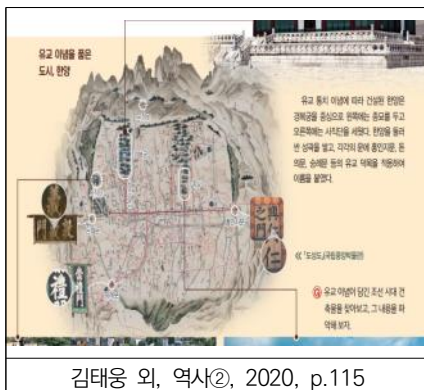 유교 이념을 품은
도시, 한양
유교 통치 이념에 따라 건설된 한양은
경복궁을 중심으로 왼쪽에는 종묘를 두고
오른쪽에는 사직단을 세웠다. 한양을 둘러
싼 성곽을 쌓고, 각각의 문에 흥인지문, 돈
의문, 숭례문 등의 유교 덕목을 적용하여
이름을 붙였다.
興仁
之門
仁
禮
≪「도성도」(국립중앙박물관)
유교 이념이 담긴 조선 시대 건
축물을 찾아보고, 그 내용을 파
악해 보자.
김태웅 외, 역사②, 2020, p.115